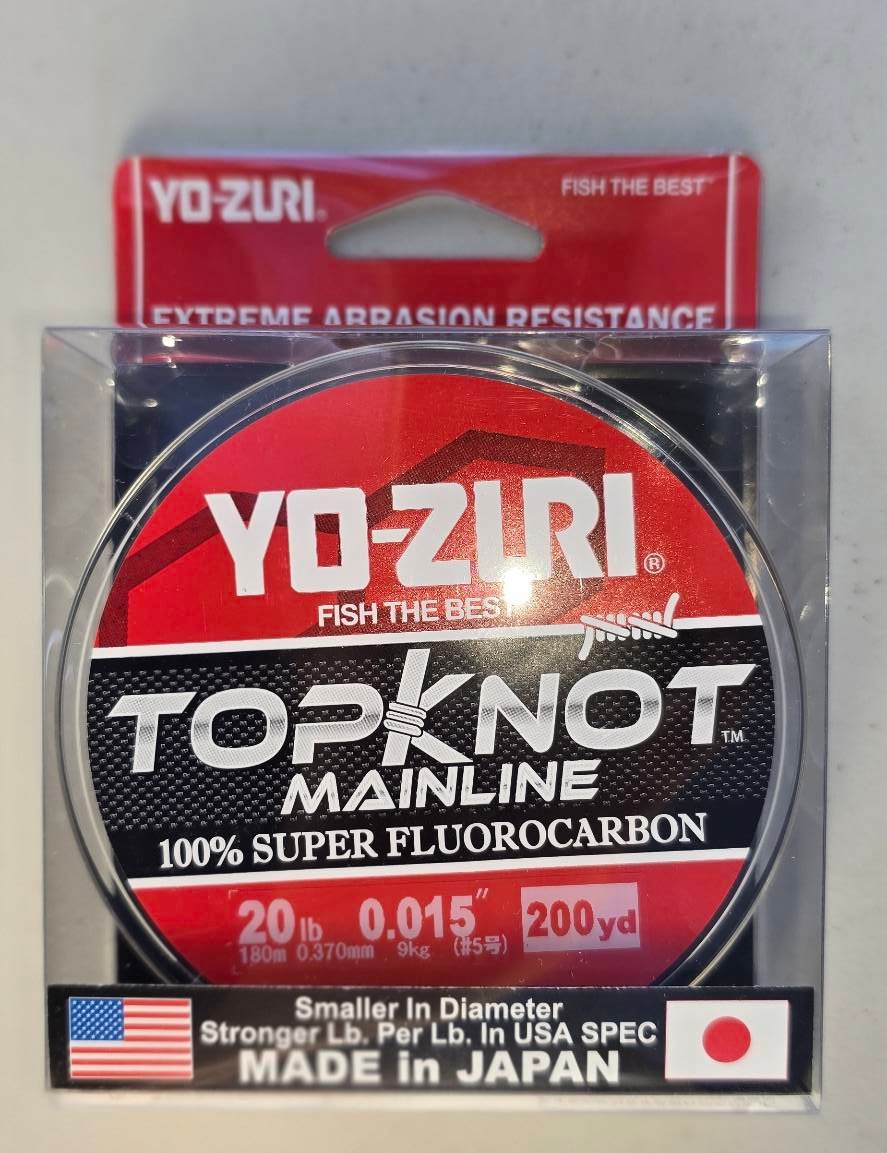 YO-ZURI®
FISH THE BEST™
EXTREME ABRASION RESISTANCE
YO-ZURI®
FISH THE BEST
TOPKNOT™
MAINLINE
100% SUPER FLUOROCARBON
20lb 0.015″ 200yd
180m 0.370mm 9kg (#5号)
Smaller In Diameter
Stronger Lb. Per Lb. In USA SPEC
MADE in JAPAN